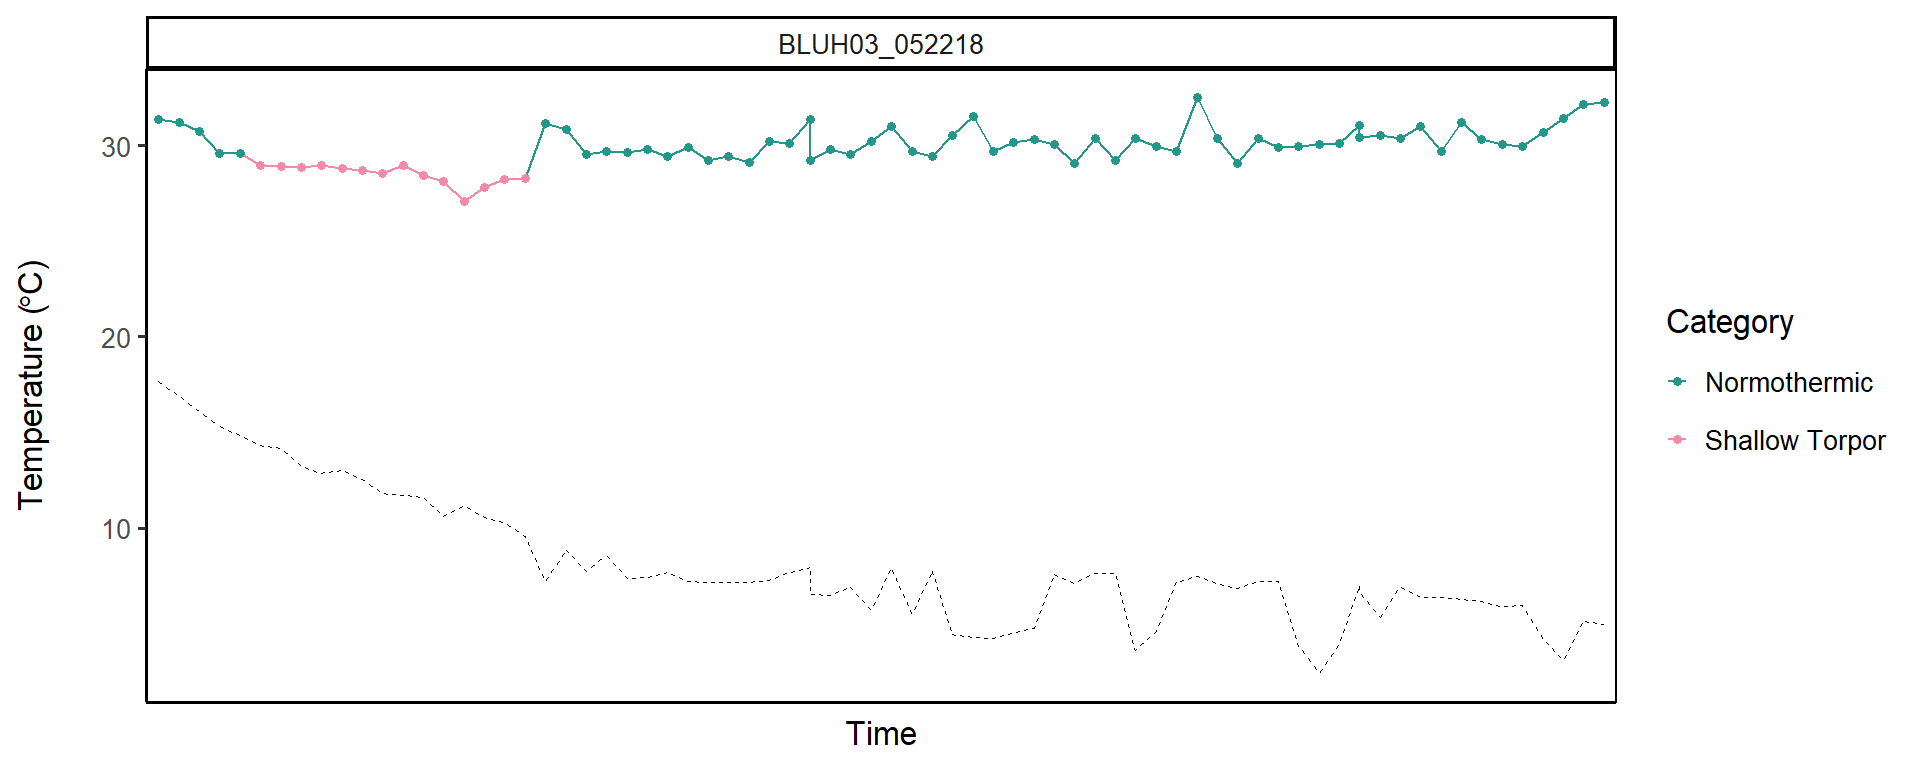 BLUH03_052218
Temperature (°C)
30
20
10
Time
Category
Normothermic
Shallow Torpor